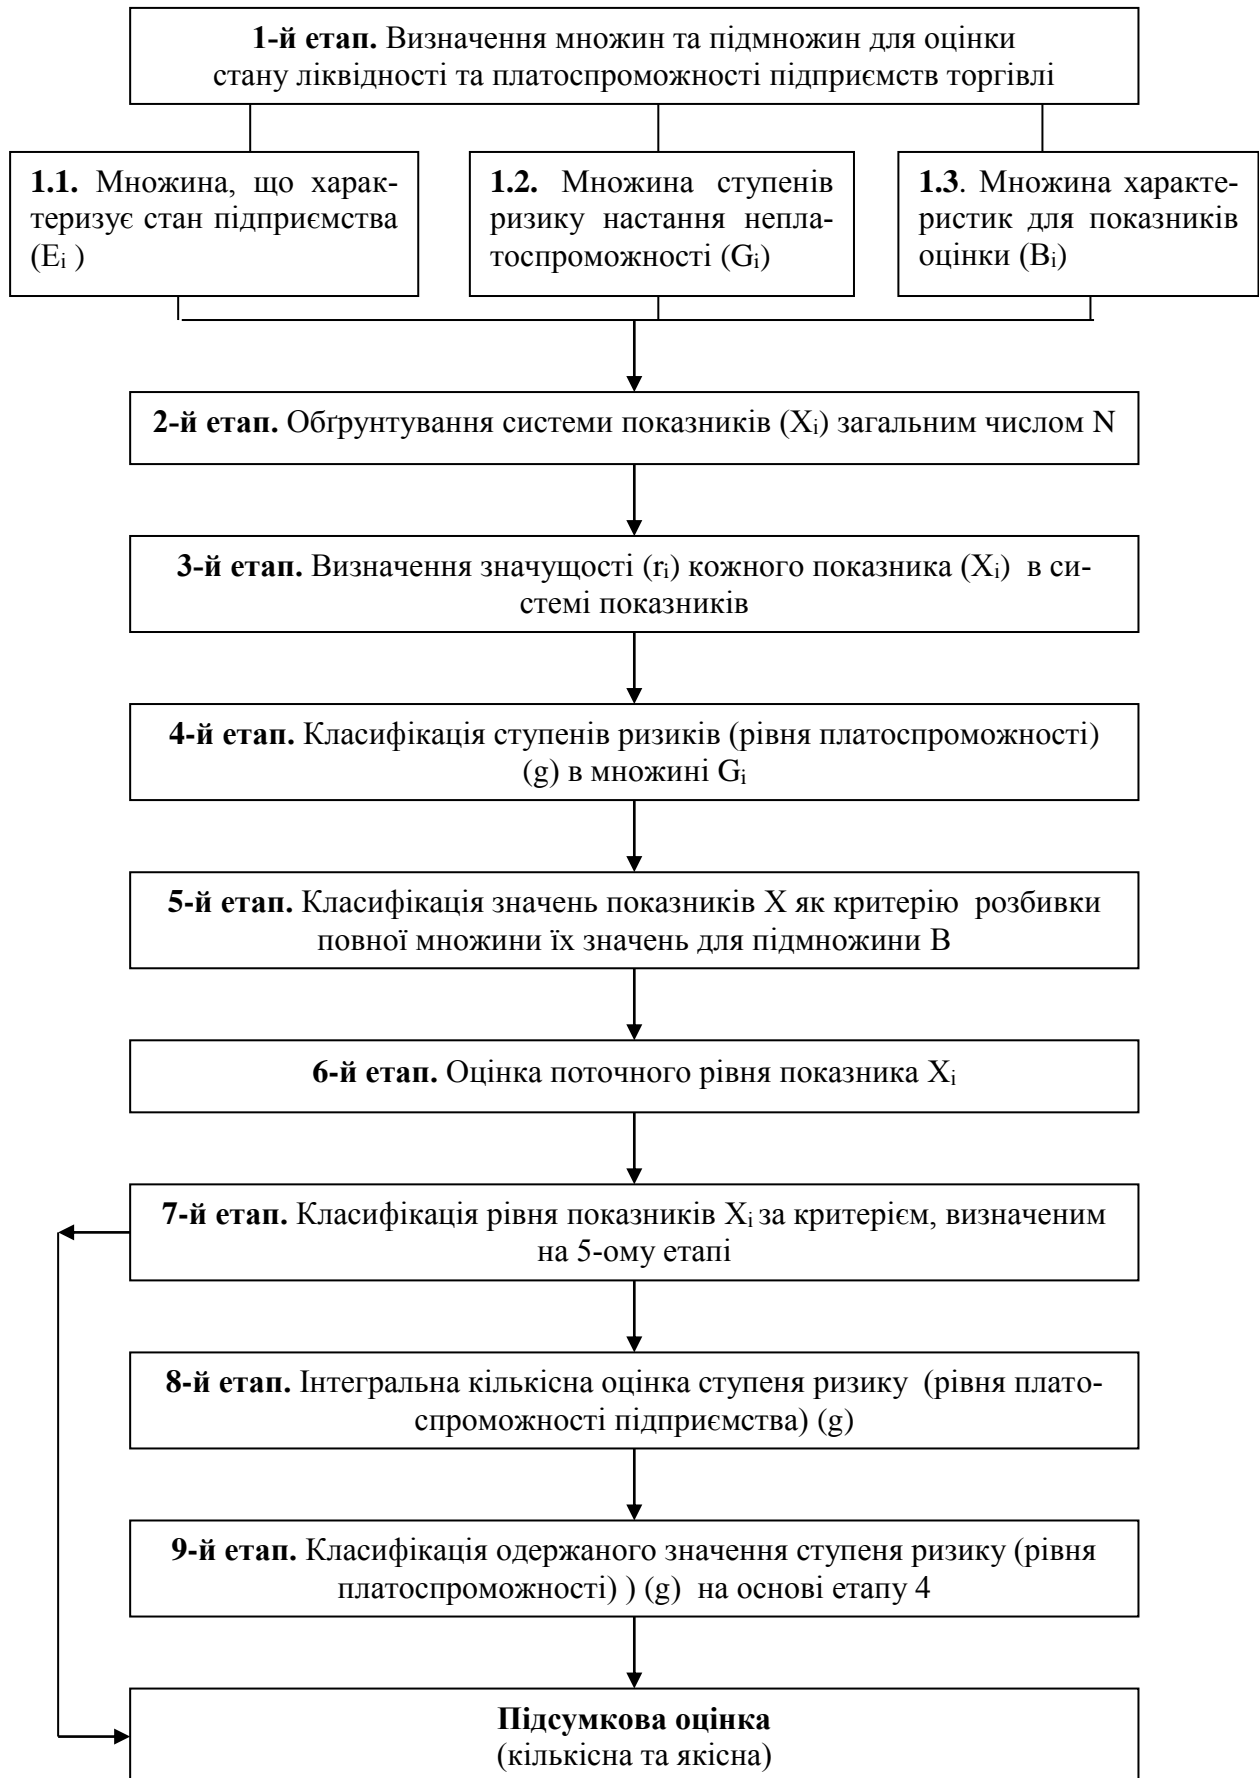 1-й етап. Визначення множин та підмножин для оцінки
стану ліквідності та платоспроможності підприємств торгівлі
1.1. Множина, що харак-
теризує стан підприємства
(Eᵢ )
1.2. Множина ступенів
ризику настання непла-
тоспроможності (Gᵢ)
1.3. Множина характе-
ристик для показників
оцінки (Bᵢ)
2-й етап. Обґрунтування системи показників (Xᵢ) загальним числом N
3-й етап. Визначення значущості (rᵢ) кожного показника (Xᵢ) в си-
стемі показників
4-й етап. Класифікація ступенів ризиків (рівня платоспроможності)
(g) в множині Gᵢ
5-й етап. Класифікація значень показників X як критерію розбивки
повної множини їх значень для підмножини В
6-й етап. Оцінка поточного рівня показника Xᵢ
7-й етап. Класифікація рівня показників Xᵢ за критерієм, визначеним
на 5-ому етапі
8-й етап. Інтегральна кількісна оцінка ступеня ризику (рівня плато-
спроможності підприємства) (g)
9-й етап. Класифікація одержаного значення ступеня ризику (рівня
платоспроможності) ) (g) на основі етапу 4
Підсумкова оцінка
(кількісна та якісна)